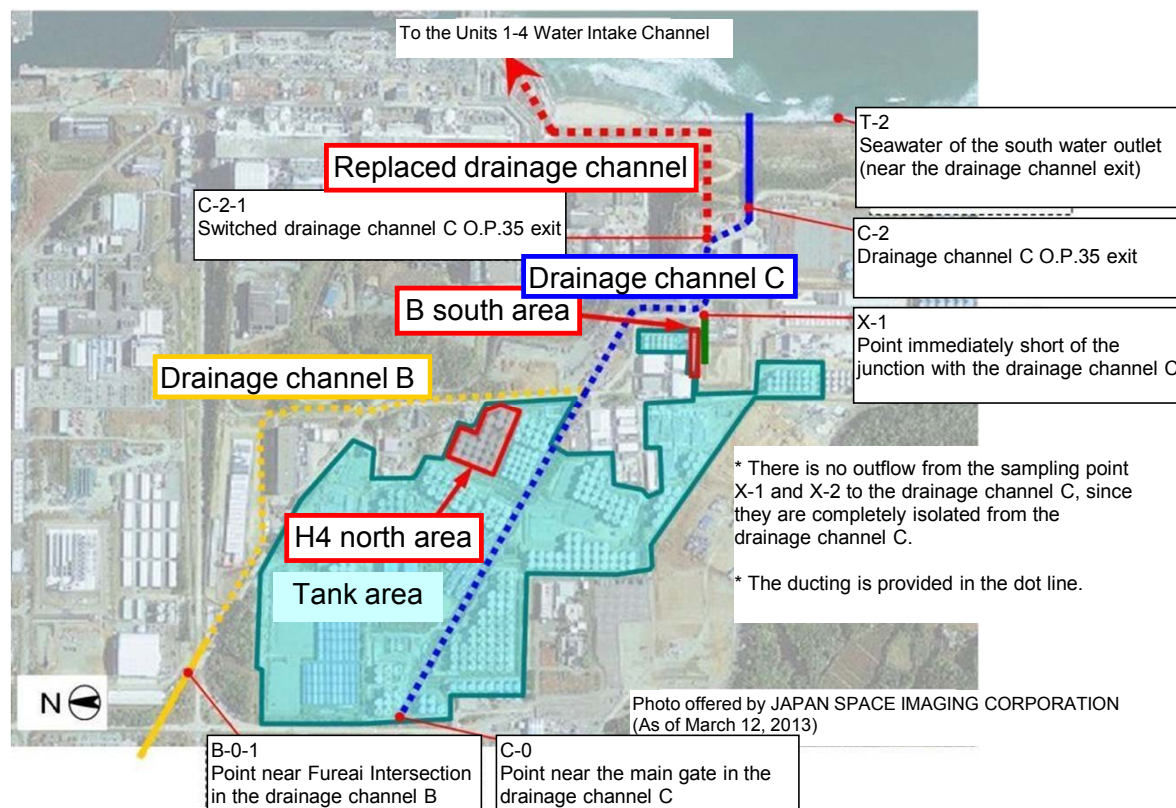 To the Units 1-4 Water Intake Channel
T-2
Seawater of the south water outlet
(near the drainage channel exit)
Replaced drainage channel
C-2-1
Switched drainage channel C O.P.35 exit
C-2
Drainage channel C O.P.35 exit
Drainage channel C
B south area
X-1
Point immediately short of the
junction with the drainage channel C
Drainage channel B
* There is no outflow from the sampling point
X-1 and X-2 to the drainage channel C, since
they are completely isolated from the
drainage channel C.
H4 north area
* The ducting is provided in the dot line.
Tank area
N
Photo offered by JAPAN SPACE IMAGING CORPORATION
(As of March 12, 2013)
B-0-1
Point near Fureai Intersection
in the drainage channel B
C-0
Point near the main gate in the
drainage channel C